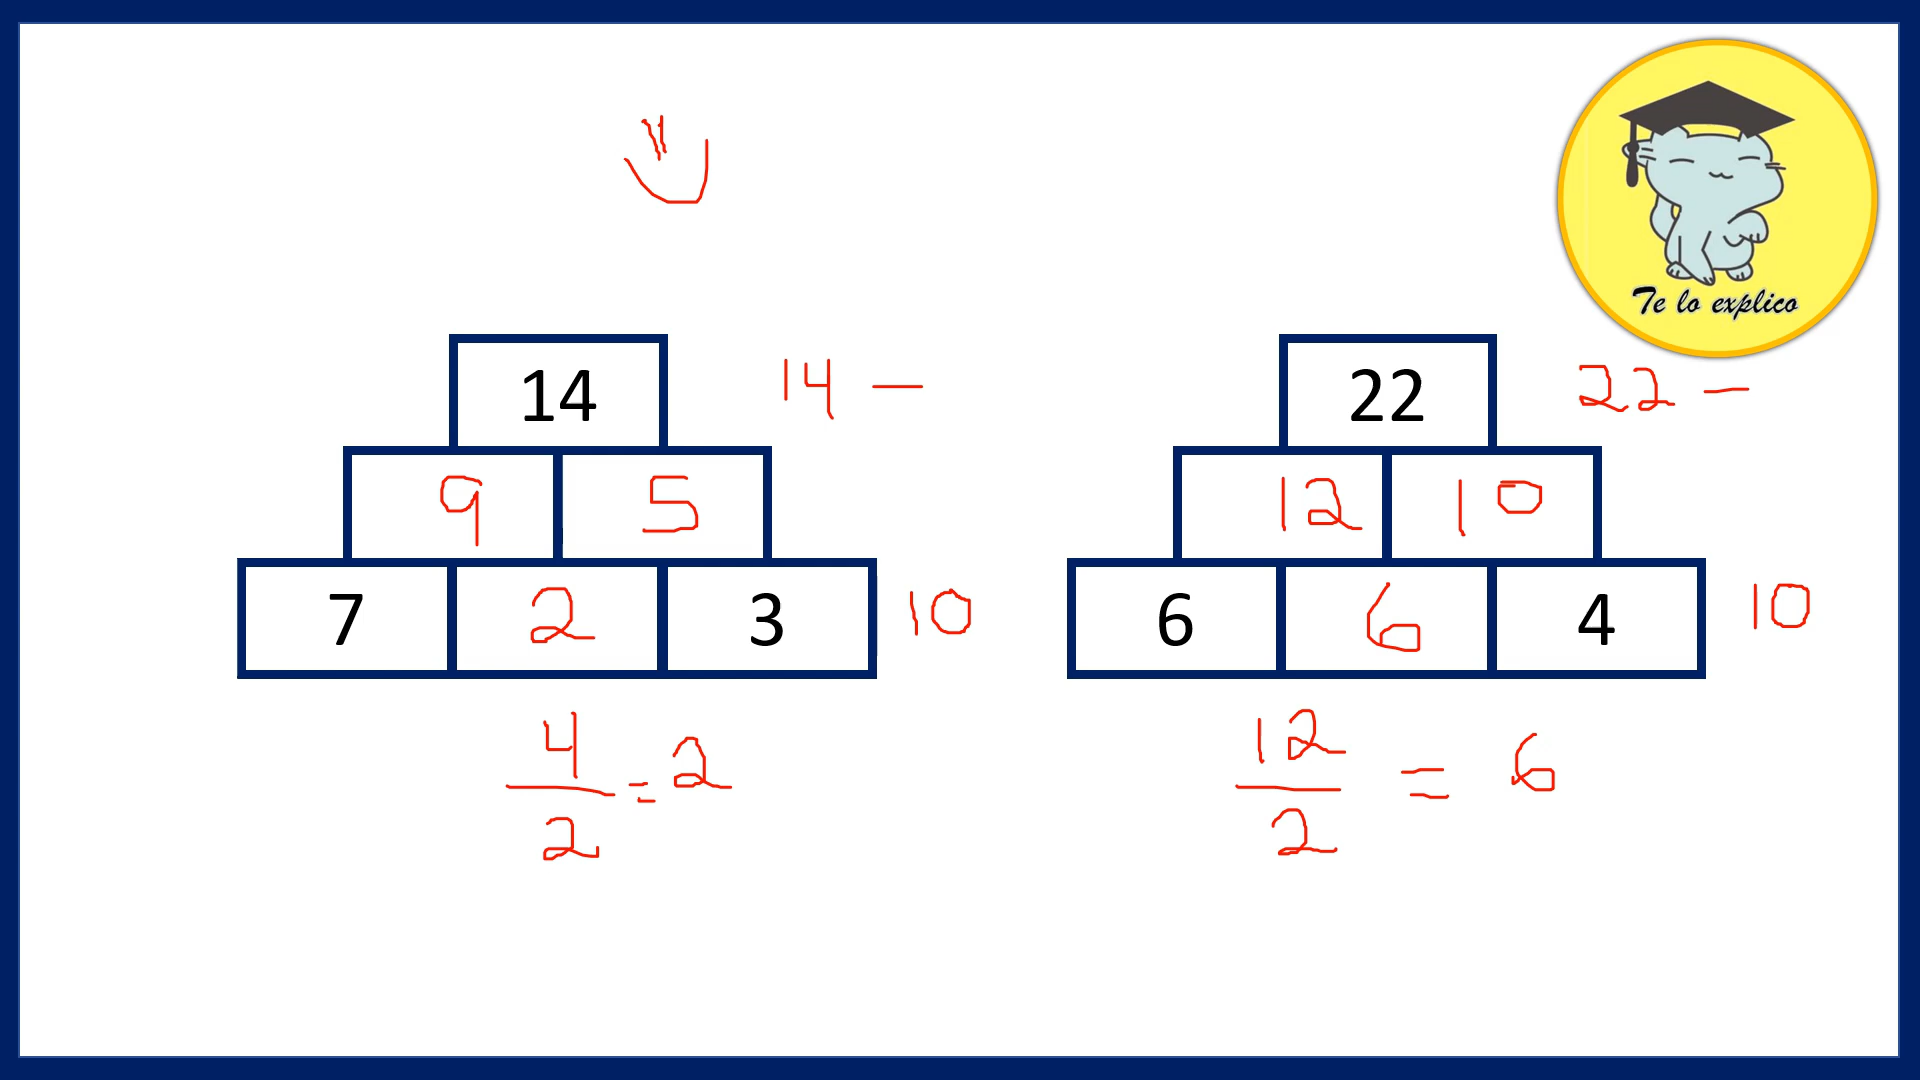 Te lo explico
14
14 —
9 5
7 2 3
10
4/2 = 2
22
22 —
12 10
6 6 4
10
12/2 = 6